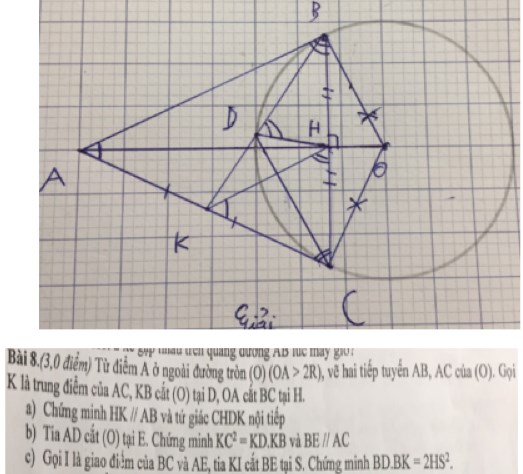 B
D
H
A
O
K
C
Giải
gặp nhau trên quãng đường AB lúc mấy giờ?
Bài 8.(3,0 điểm) Từ điểm A ở ngoài đường tròn (O) (OA > 2R), vẽ hai tiếp tuyến AB, AC của (O). Gọi
K là trung điểm của AC, KB cắt (O) tại D, OA cắt BC tại H.
a) Chứng minh HK // AB và tứ giác CHDK nội tiếp
b) Tia AD cắt (O) tại E. Chứng minh KC² = KD.KB và BE // AC
c) Gọi I là giao điểm của BC và AE, tia KI cắt BE tại S. Chứng minh BD.BK = 2HS².